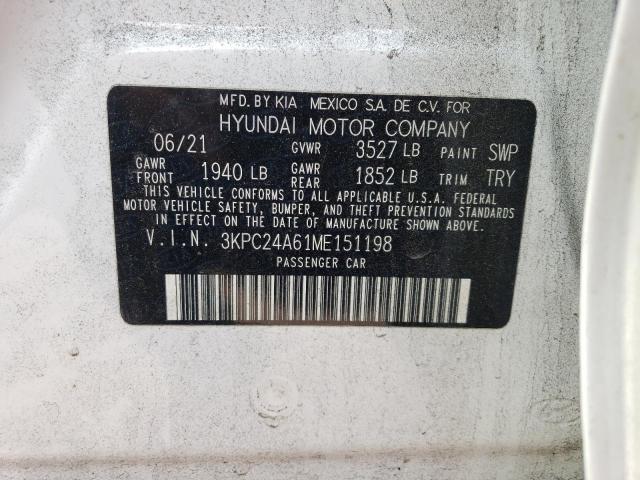 MFD. BY KIA MEXICO S.A. DE C.V. FOR
HYUNDAI MOTOR COMPANY
06/21 GVWR 3527 LB PAINT SWP
GAWR FRONT 1940 LB GAWR REAR 1852 LB TRIM TRY
THIS VEHICLE CONFORMS TO ALL APPLICABLE U.S.A. FEDERAL
MOTOR VEHICLE SAFETY, BUMPER, AND THEFT PREVENTION STANDARDS
IN EFFECT ON THE DATE OF MANUFACTURE SHOWN ABOVE.
V.I.N. 3KPC24A61ME151198
PASSENGER CAR